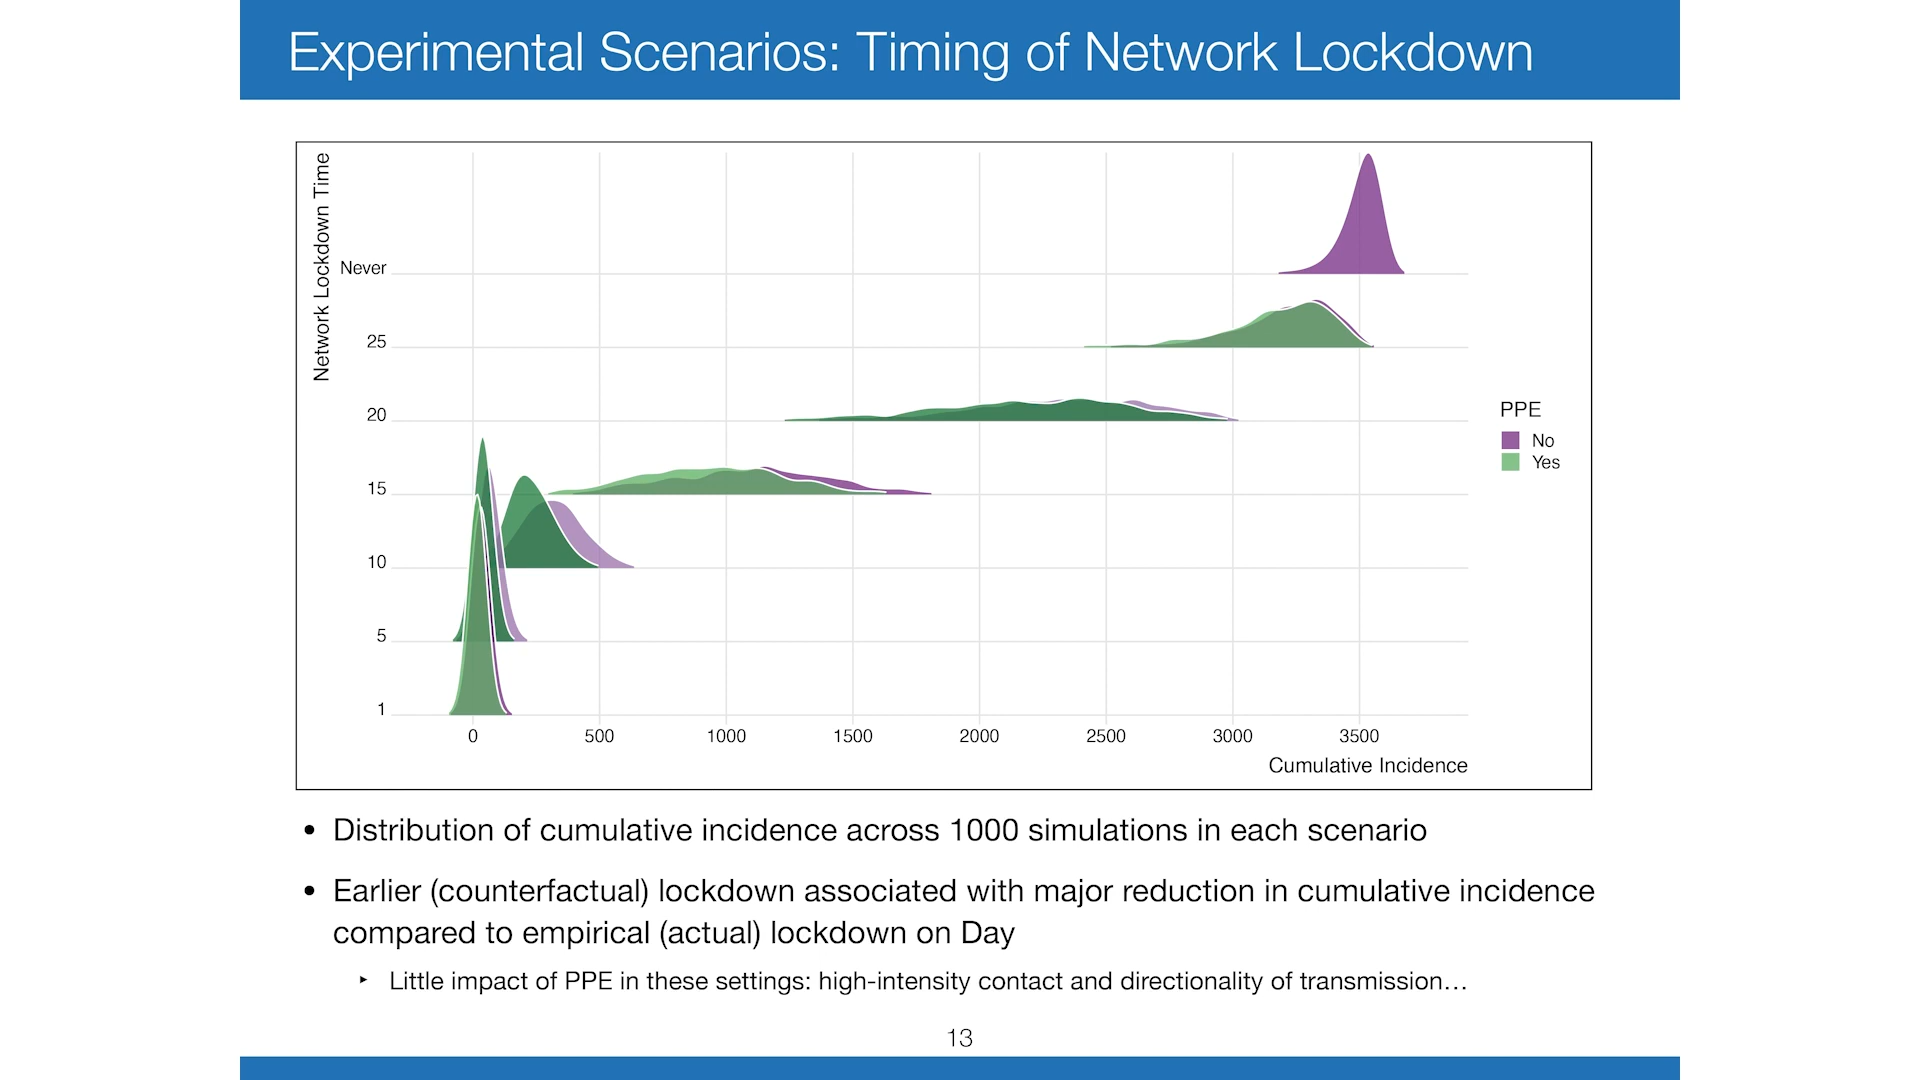 Experimental Scenarios: Timing of Network Lockdown
Network Lockdown Time
Never
25
20
15
10
5
1
0 500 1000 1500 2000 2500 3000 3500
Cumulative Incidence
PPE
No
Yes
• Distribution of cumulative incidence across 1000 simulations in each scenario
• Earlier (counterfactual) lockdown associated with major reduction in cumulative incidence
compared to empirical (actual) lockdown on Day
‣ Little impact of PPE in these settings: high-intensity contact and directionality of transmission…
13